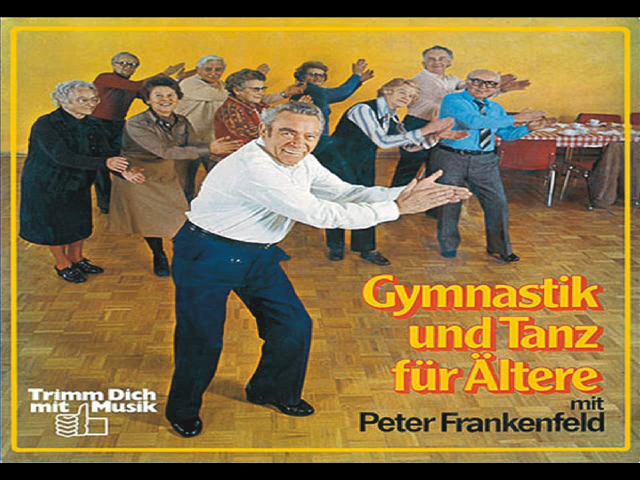 Gymnastik
und Tanz
für Ältere
mit
Peter Frankenfeld
Trimm Dich
mit Musik